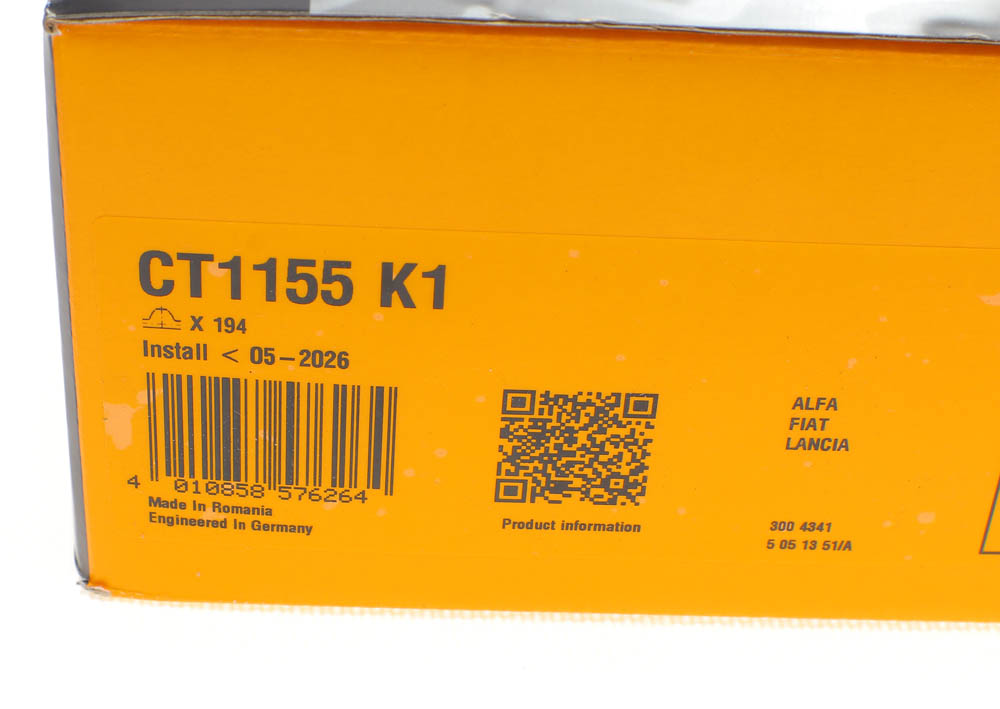 CT1155 K1
X 194
Install < 05-2026
4 010858 576264
Made In Romania
Engineered In Germany
Product information
ALFA
FIAT
LANCIA
300 4341
5 05 13 51/A